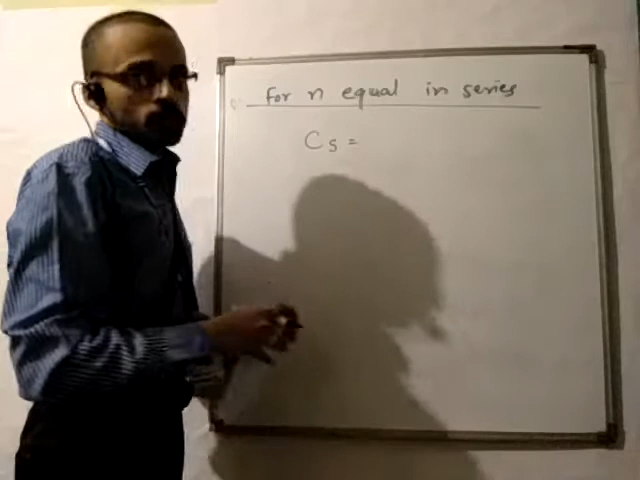 For n equal in series
Cs =